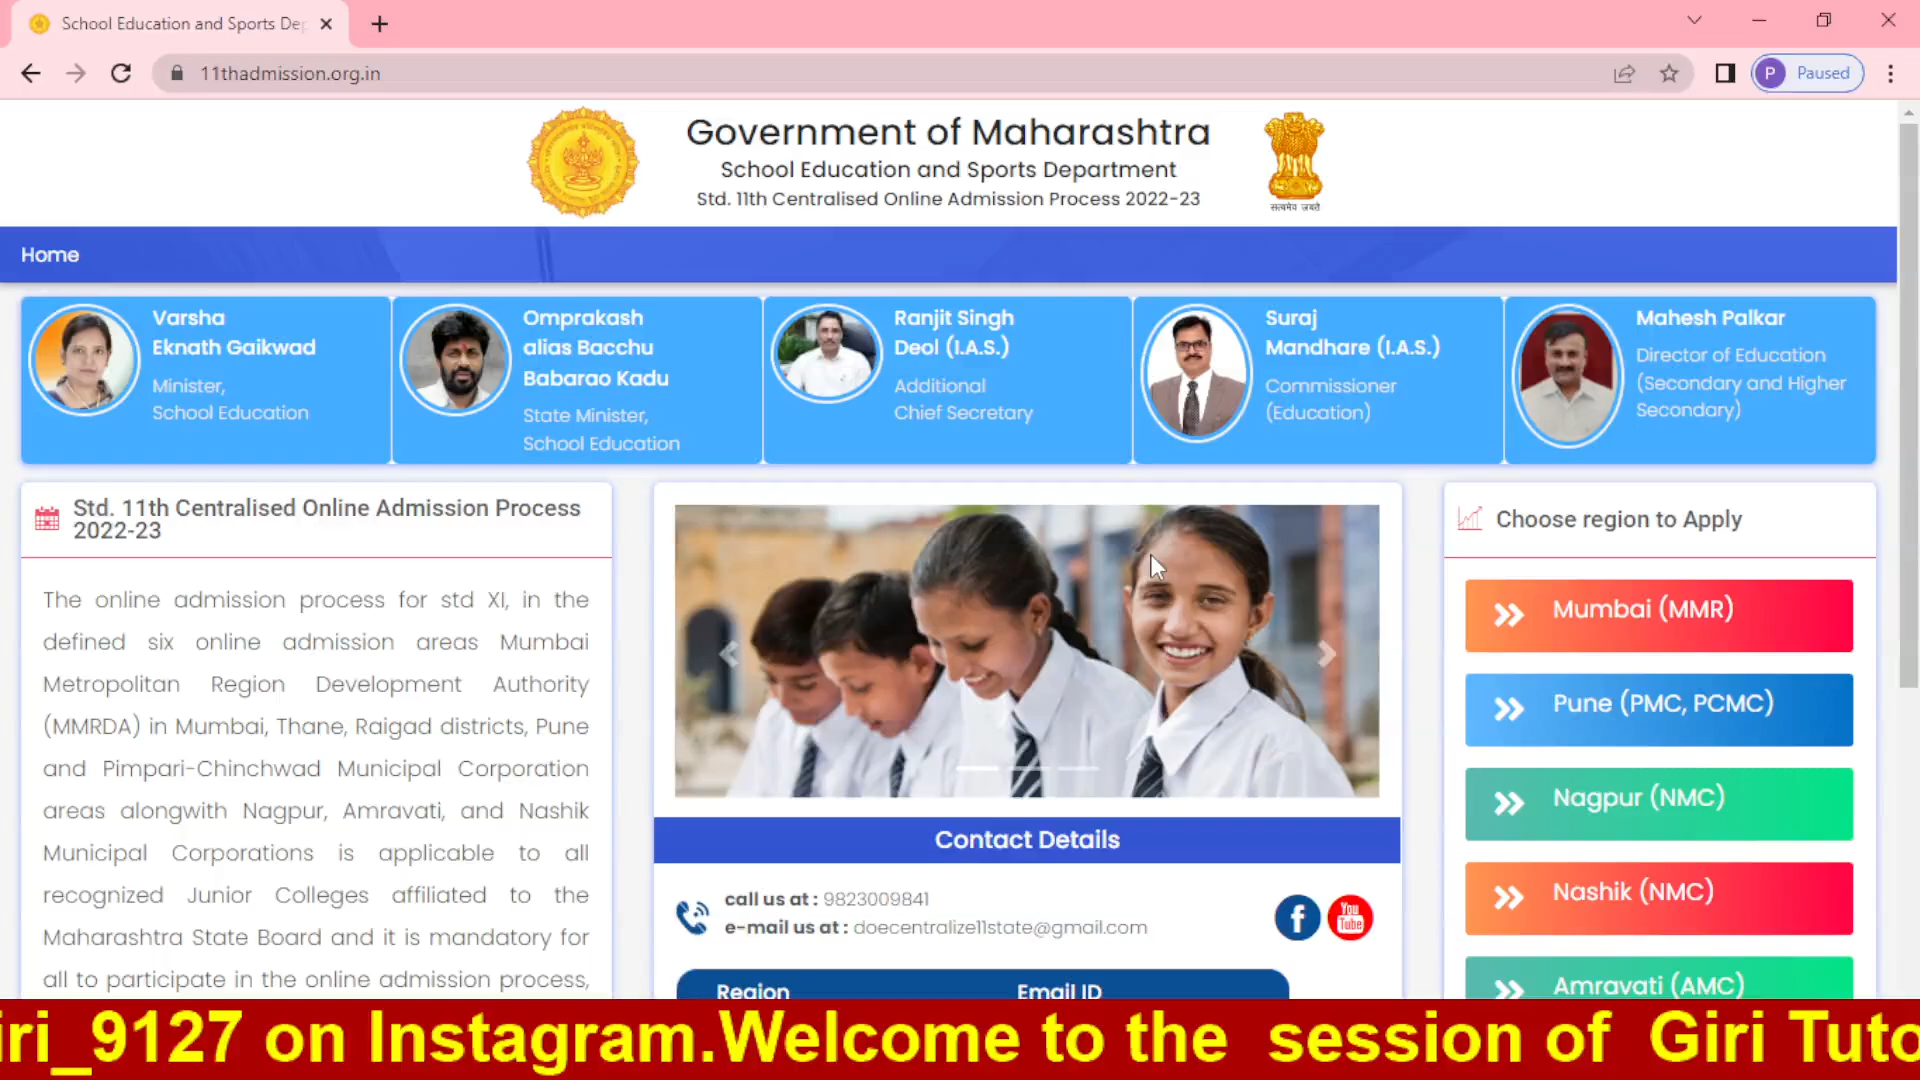 School Education and Sports Dep
11thadmission.org.in
P Paused
Government of Maharashtra
School Education and Sports Department
Std. 11th Centralised Online Admission Process 2022-23
सत्यमेव जयते
Home
Varsha
Eknath Gaikwad
Minister,
School Education
Omprakash
alias Bacchu
Babarao Kadu
State Minister,
School Education
Ranjit Singh
Deol (I.A.S.)
Additional
Chief Secretary
Suraj
Mandhare (I.A.S.)
Commissioner
(Education)
Mahesh Palkar
Director of Education
(Secondary and Higher
Secondary)
Std. 11th Centralised Online Admission Process
2022-23
The online admission process for std XI, in the
defined six online admission areas Mumbai
Metropolitan Region Development Authority
(MMRDA) in Mumbai, Thane, Raigad districts, Pune
and Pimpari-Chinchwad Municipal Corporation
areas alongwith Nagpur, Amravati, and Nashik
Municipal Corporations is applicable to all
recognized Junior Colleges affiliated to the
Maharashtra State Board and it is mandatory for
all to participate in the online admission process,
Contact Details
call us at : 9823009841
e-mail us at : doecentralize11state@gmail.com
You
Tube
Region Email ID
Choose region to Apply
Mumbai (MMR)
Pune (PMC, PCMC)
Nagpur (NMC)
Nashik (NMC)
Amravati (AMC)
iri_9127 on Instagram.Welcome to the session of Giri Tuto